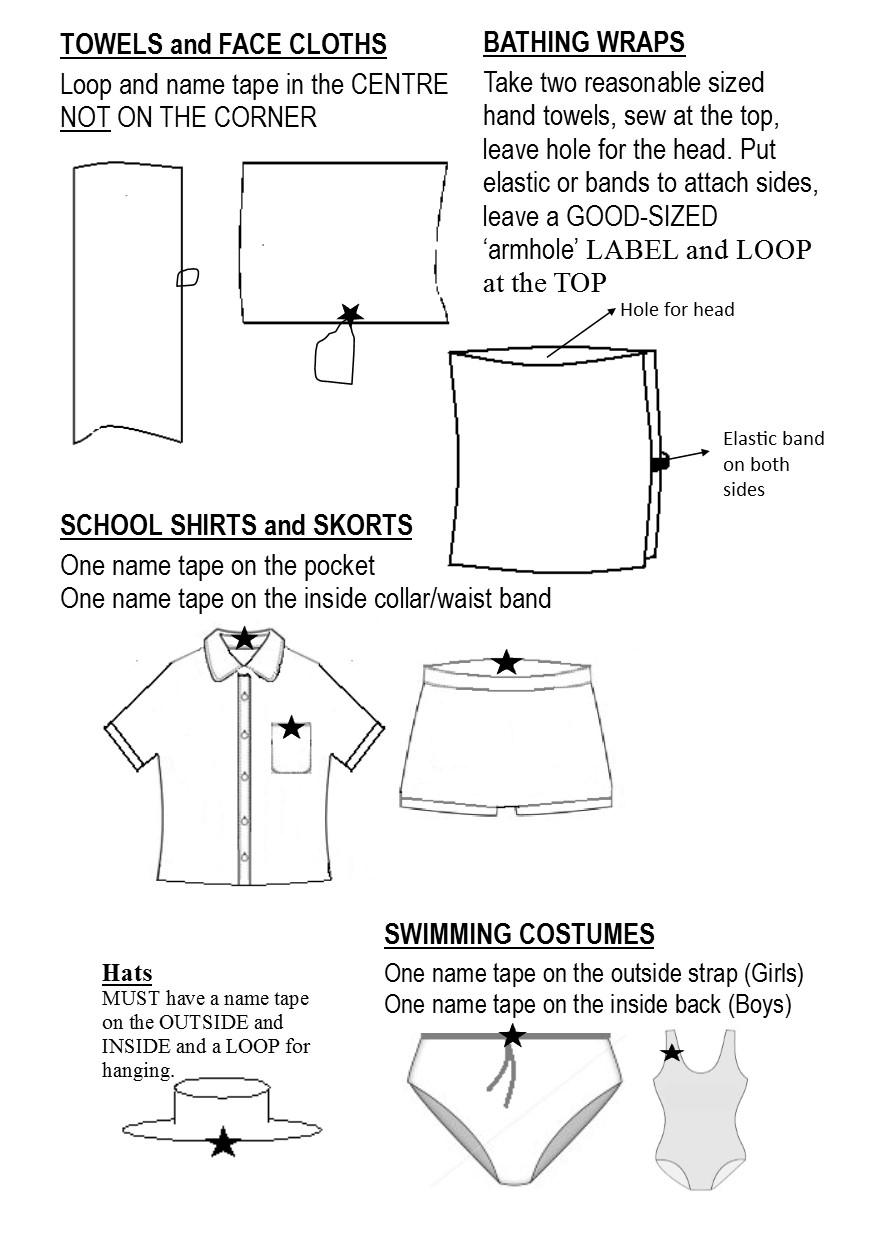 TOWELS and FACE CLOTHS
Loop and name tape in the CENTRE
NOT ON THE CORNER
BATHING WRAPS
Take two reasonable sized
hand towels, sew at the top,
leave hole for the head. Put
elastic or bands to attach sides,
leave a GOOD-SIZED
‘armhole’ LABEL and LOOP
at the TOP
Hole for head
Elastic band
on both
sides
SCHOOL SHIRTS and SKORTS
One name tape on the pocket
One name tape on the inside collar/waist band
Hats
MUST have a name tape
on the OUTSIDE and
INSIDE and a LOOP for
hanging.
SWIMMING COSTUMES
One name tape on the outside strap (Girls)
One name tape on the inside back (Boys)